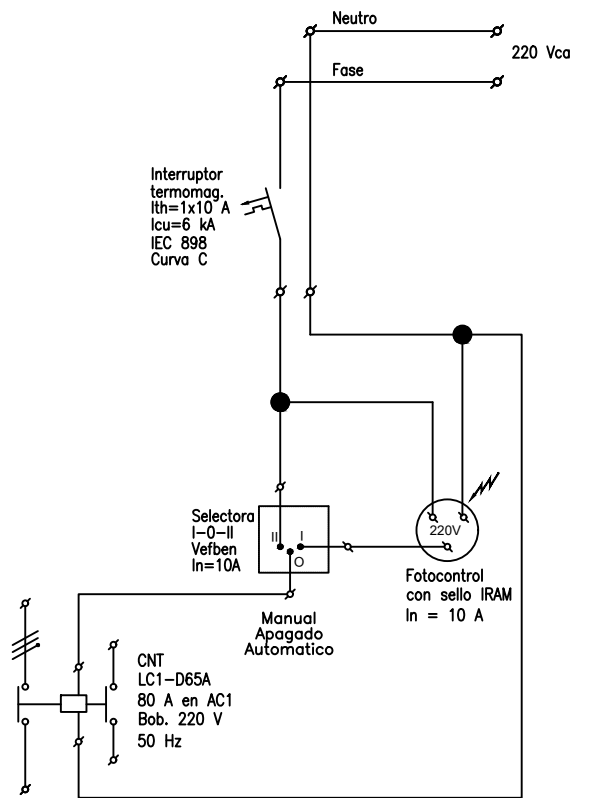 Neutro
220 Vca
Fase
Interruptor
termomag.
Ith=1x10 A
Icu=6 kA
IEC 898
Curva C
Selectora
I-0-II
Vefben
In=10A
II
I
O
220V
Fotocontrol
con sello IRAM
In = 10 A
Manual
Apagado
Automatico
CNT
LC1-D65A
80 A en AC1
Bob. 220 V
50 Hz